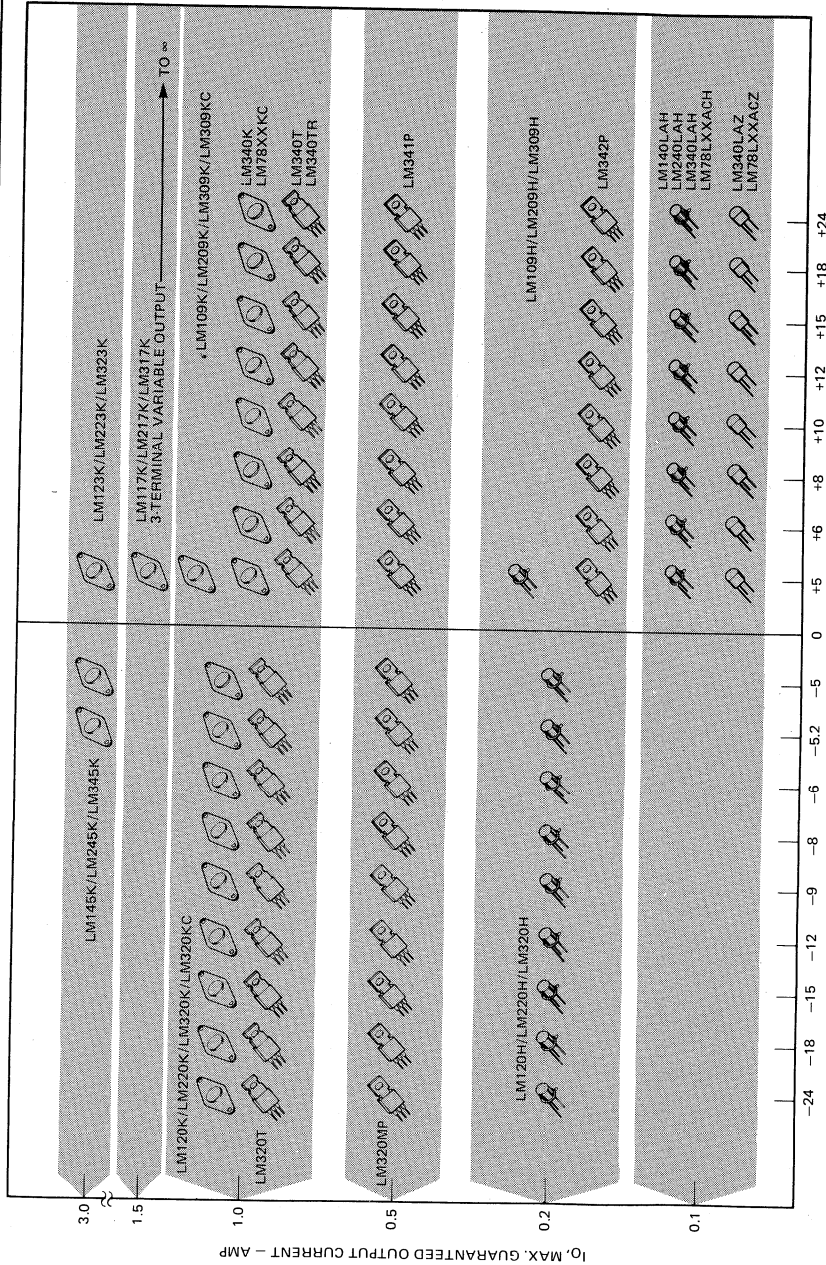 LM123K/LM223K/LM323K
LM145K/LM245K/LM345K
LM117K/LM217K/LM317K
3-TERMINAL VARIABLE OUTPUT
TO ∞
LM109K/LM209K/LM309K/LM309KC
LM120K/LM220K/LM320K/LM320KC
LM340K
LM78XXKC
LM340T
LM340TR
LM320T
LM341P
LM320MP
LM109H/LM209H/LM309H
LM342P
LM120H/LM220H/LM320H
LM140LAH
LM240LAH
LM340LAH
LM78LXXACH
LM340LAZ
LM78LXXACZ
3.0
1.5
1.0
0.5
0.2
0.1
IO, MAX. GUARANTEED OUTPUT CURRENT – AMP
−24 −18 −15 −12 −9 −8 −6 −5.2 −5 0 +5 +6 +8 +10 +12 +15 +18 +24